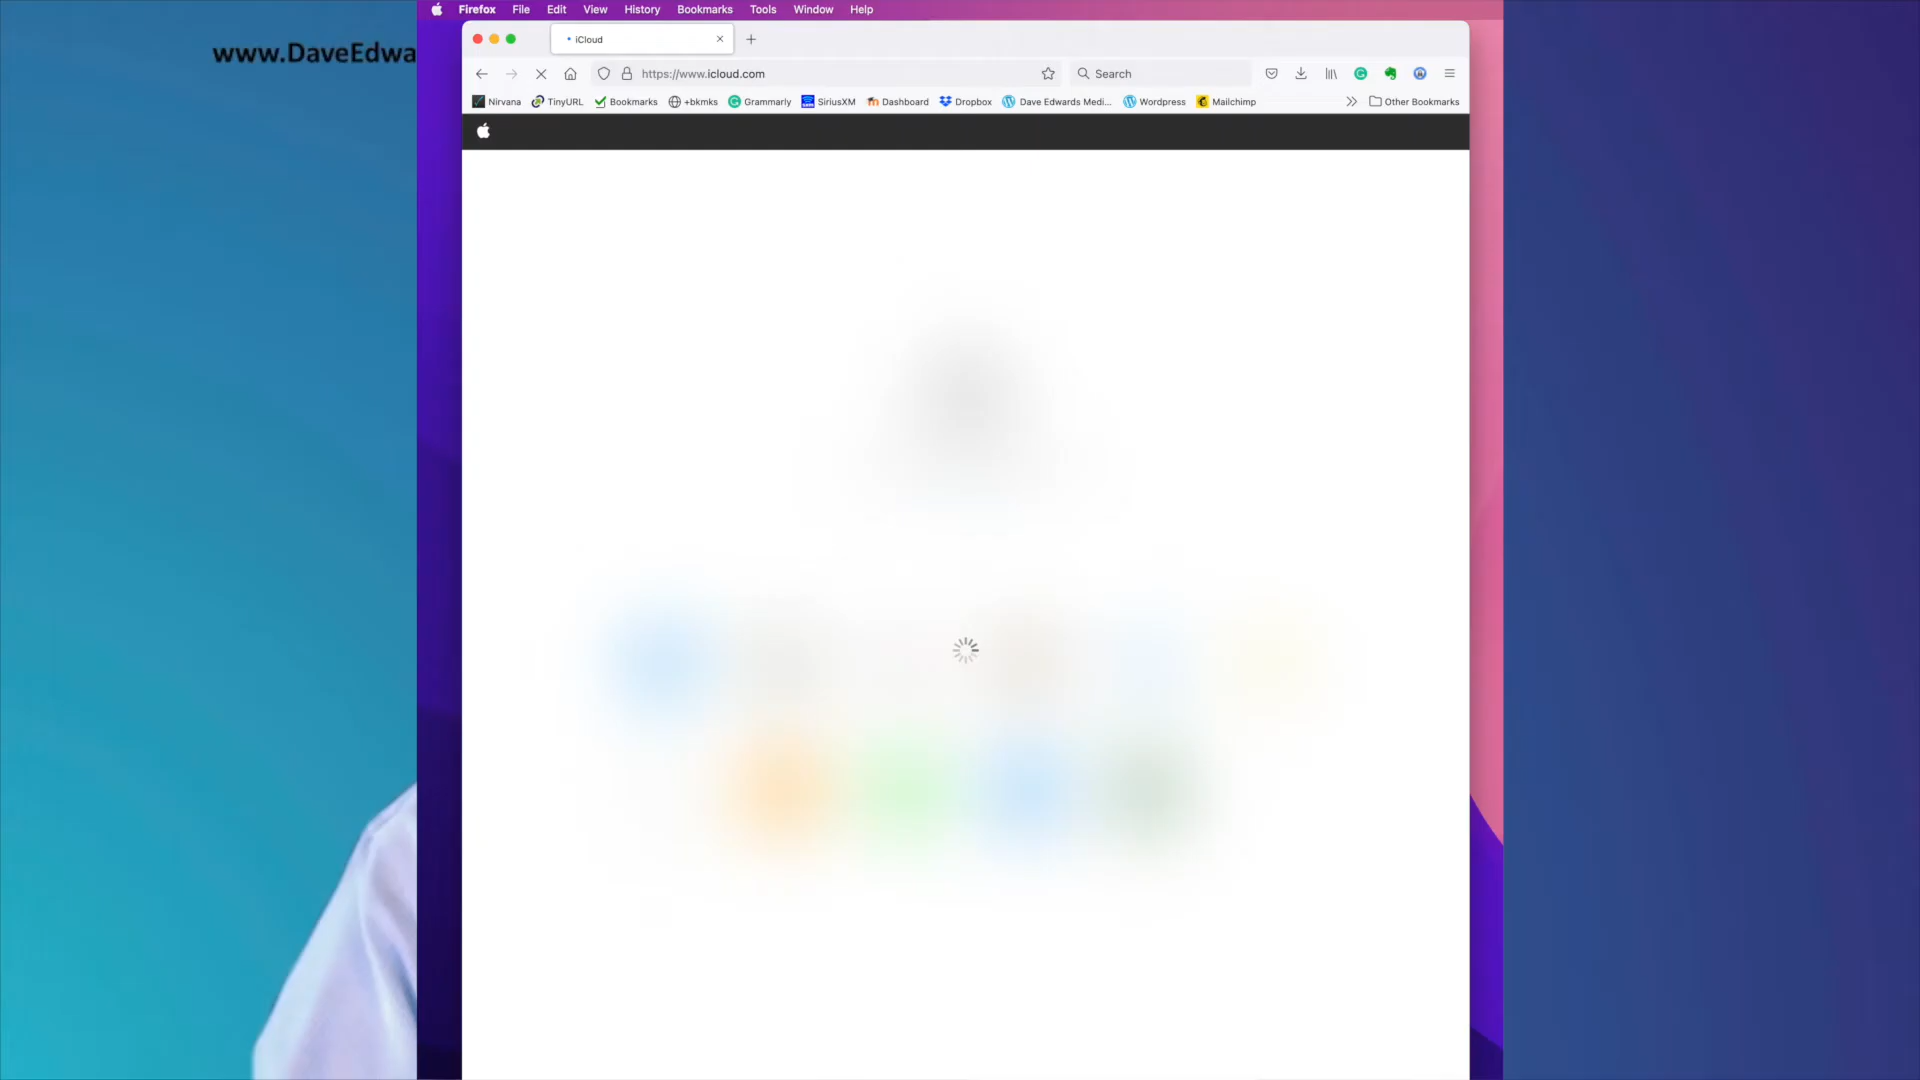 www.DaveEdwa
Firefox File Edit View History Bookmarks Tools Window Help
iCloud
https://www.icloud.com
Search
Nirvana TinyURL Bookmarks +bkmks Grammarly SiriusXM Dashboard Dropbox Dave Edwards Medi... Wordpress Mailchimp Other Bookmarks